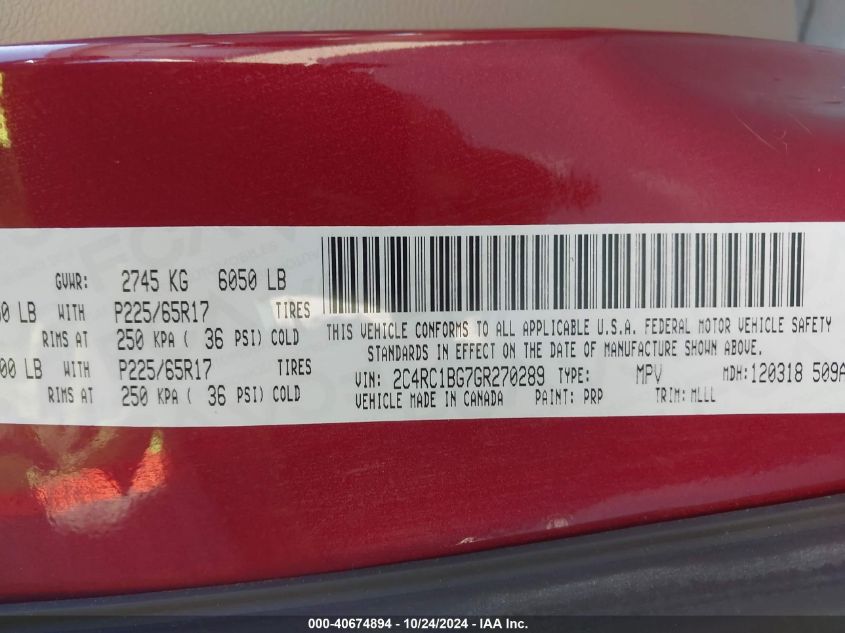 GVWR: 2745 KG 6050 LB
0 LB WITH P225/65R17 TIRES
RIMS AT 250 KPA ( 36 PSI) COLD
00 LB WITH P225/65R17 TIRES
RIMS AT 250 KPA ( 36 PSI) COLD
THIS VEHICLE CONFORMS TO ALL APPLICABLE U.S.A. FEDERAL MOTOR VEHICLE SAFETY
STANDARDS IN EFFECT ON THE DATE OF MANUFACTURE SHOWN ABOVE.
VIN: 2C4RC1BG7GR270289 TYPE: MPV MDH:120318 509A
VEHICLE MADE IN CANADA PAINT: PRP TRIM: MLLL
000-40674894 - 10/24/2024 - IAA Inc.